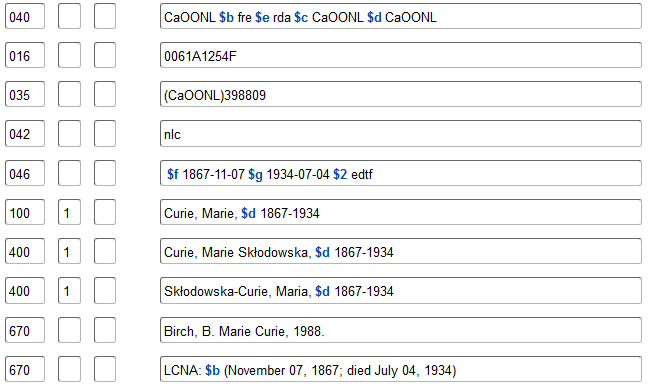 040 CaOONL $b fre $e rda $c CaOONL $d CaOONL
016 0061A1254F
035 (CaOONL)398809
042 nlc
046 $f 1867-11-07 $g 1934-07-04 $2 edtf
100 1 Curie, Marie, $d 1867-1934
400 1 Curie, Marie Skłodowska, $d 1867-1934
400 1 Skłodowska-Curie, Maria, $d 1867-1934
670 Birch, B. Marie Curie, 1988.
670 LCNA: $b (November 07, 1867; died July 04, 1934)